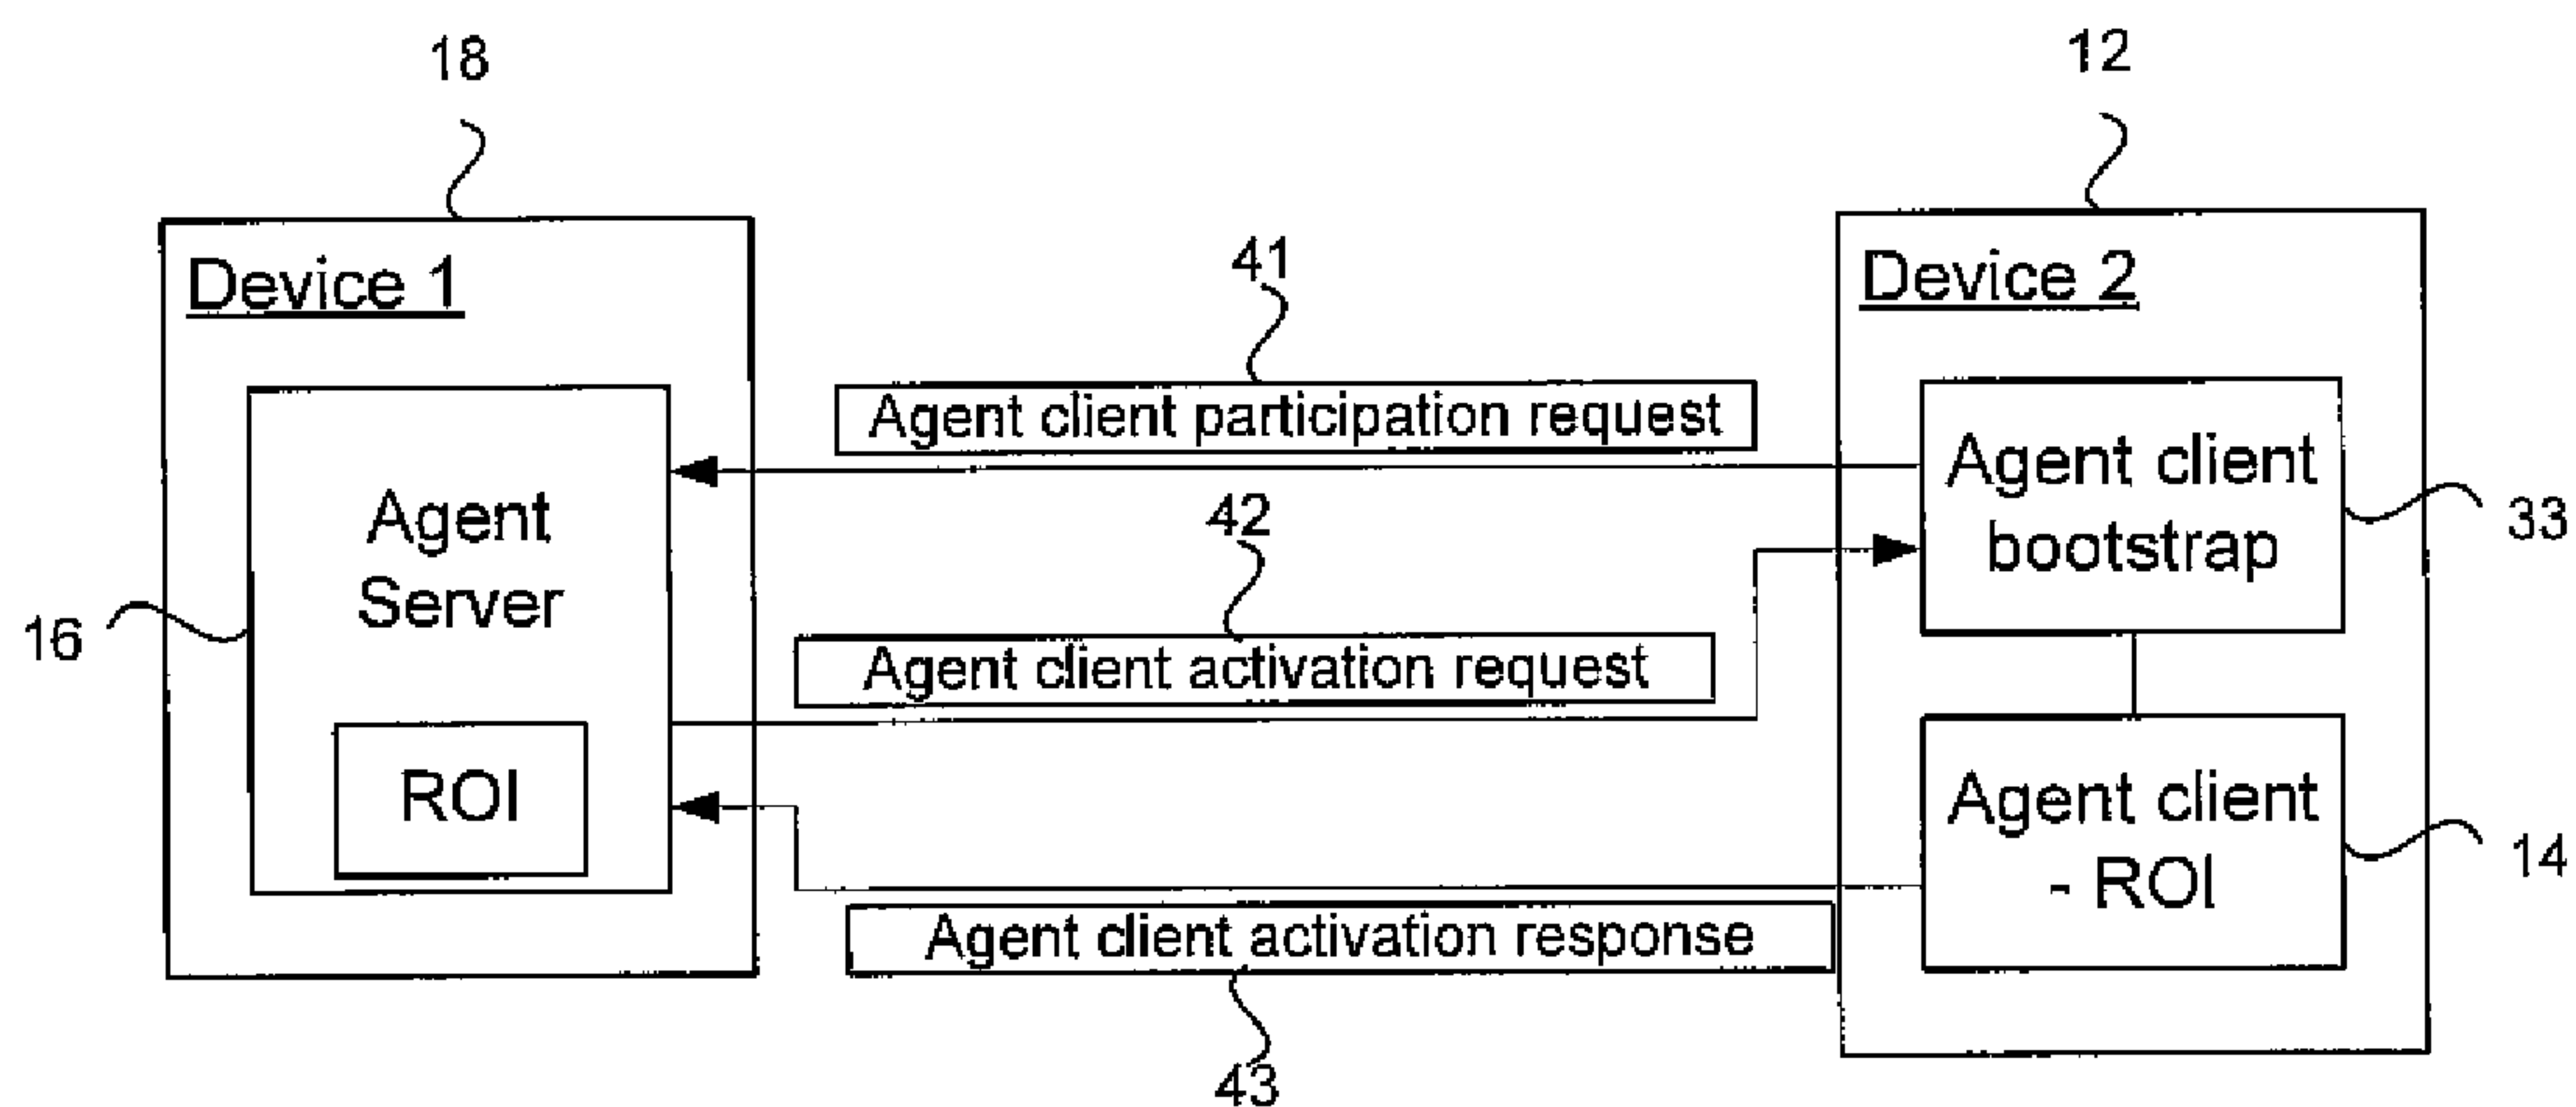 18
12
Device 1
41
Device 2
Agent client participation request
Agent client
bootstrap
33
Agent
Server
42
16
Agent client activation request
ROI
Agent client
- ROI
14
Agent client activation response
43